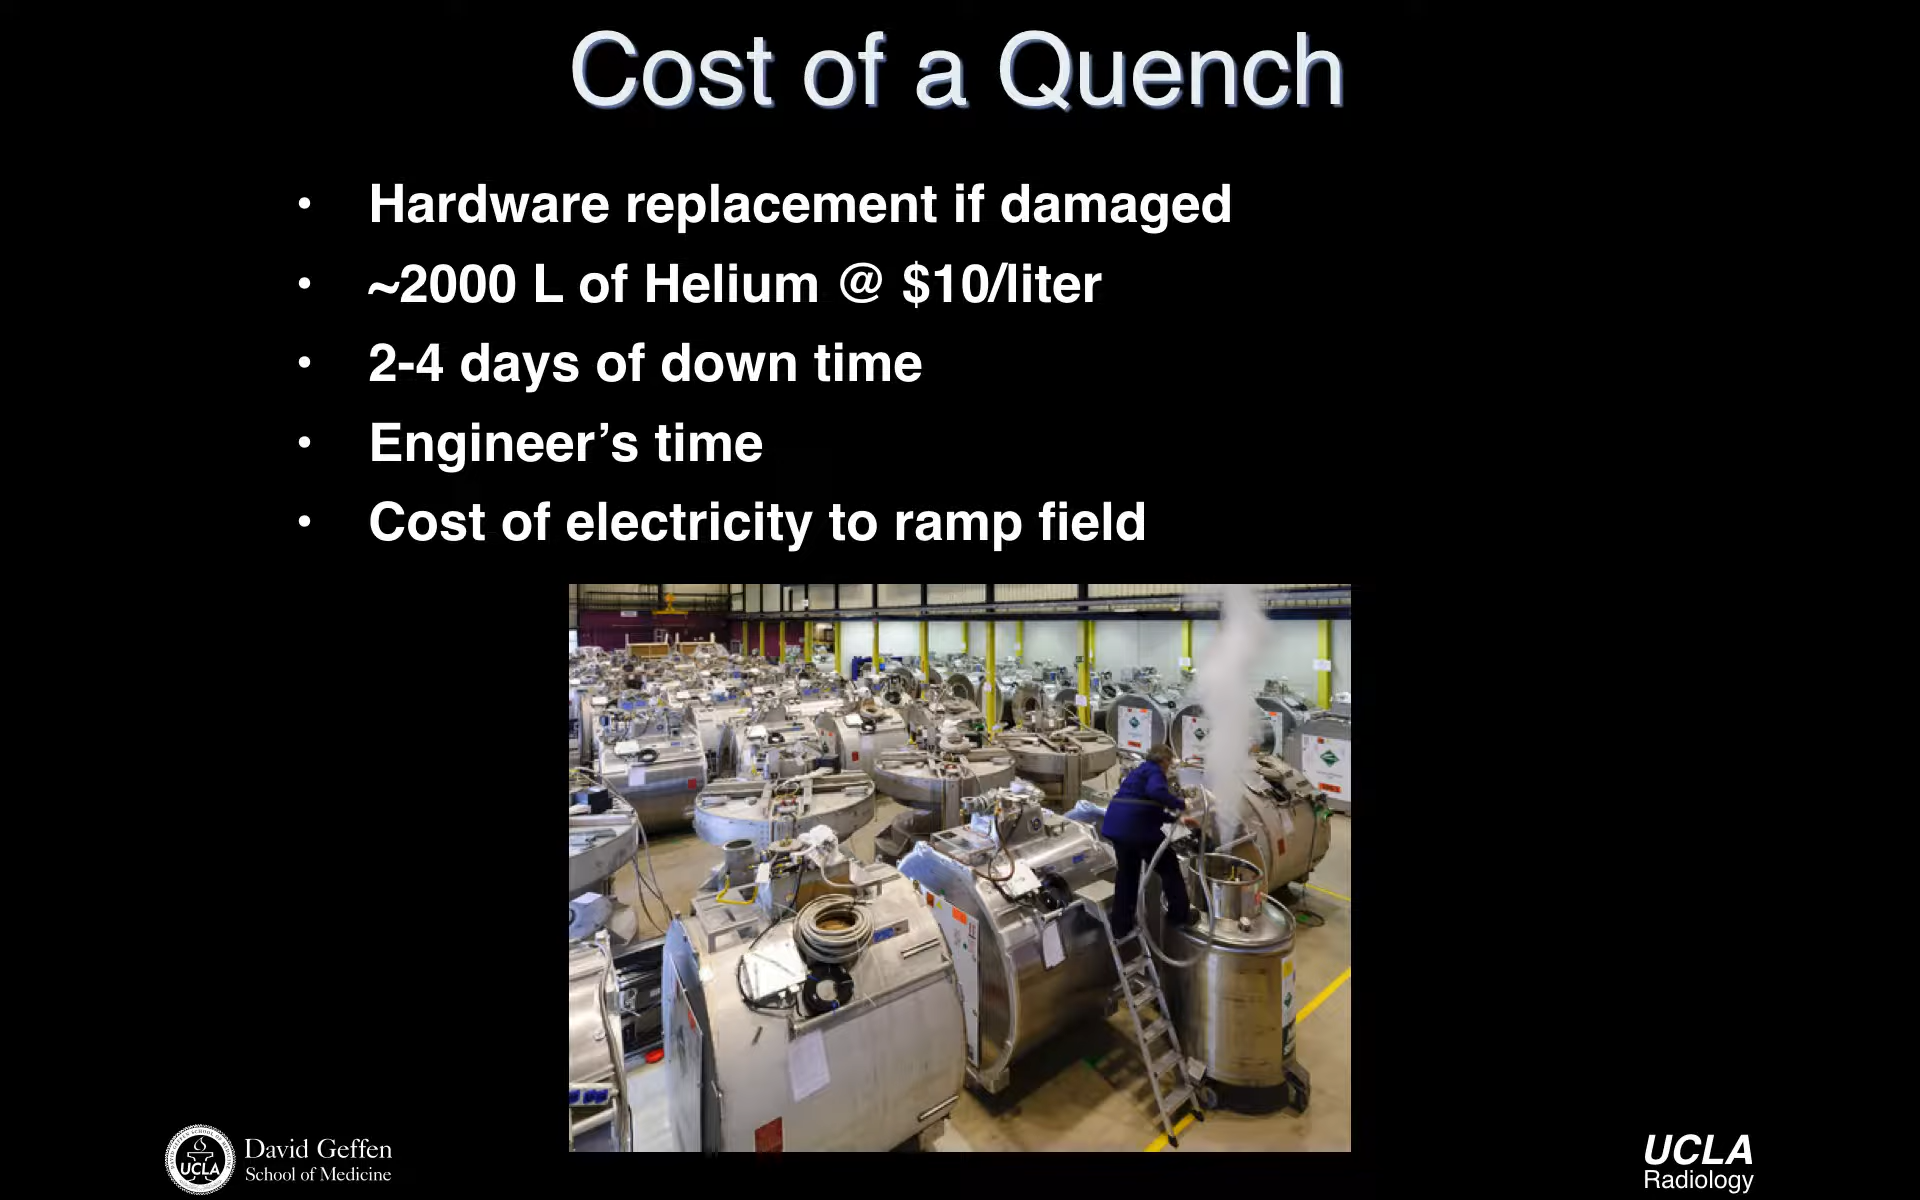 Cost of a Quench
• Hardware replacement if damaged
• ~2000 L of Helium @ $10/liter
• 2-4 days of down time
• Engineer’s time
• Cost of electricity to ramp field
UCLA
David Geffen
School of Medicine
UCLA
Radiology